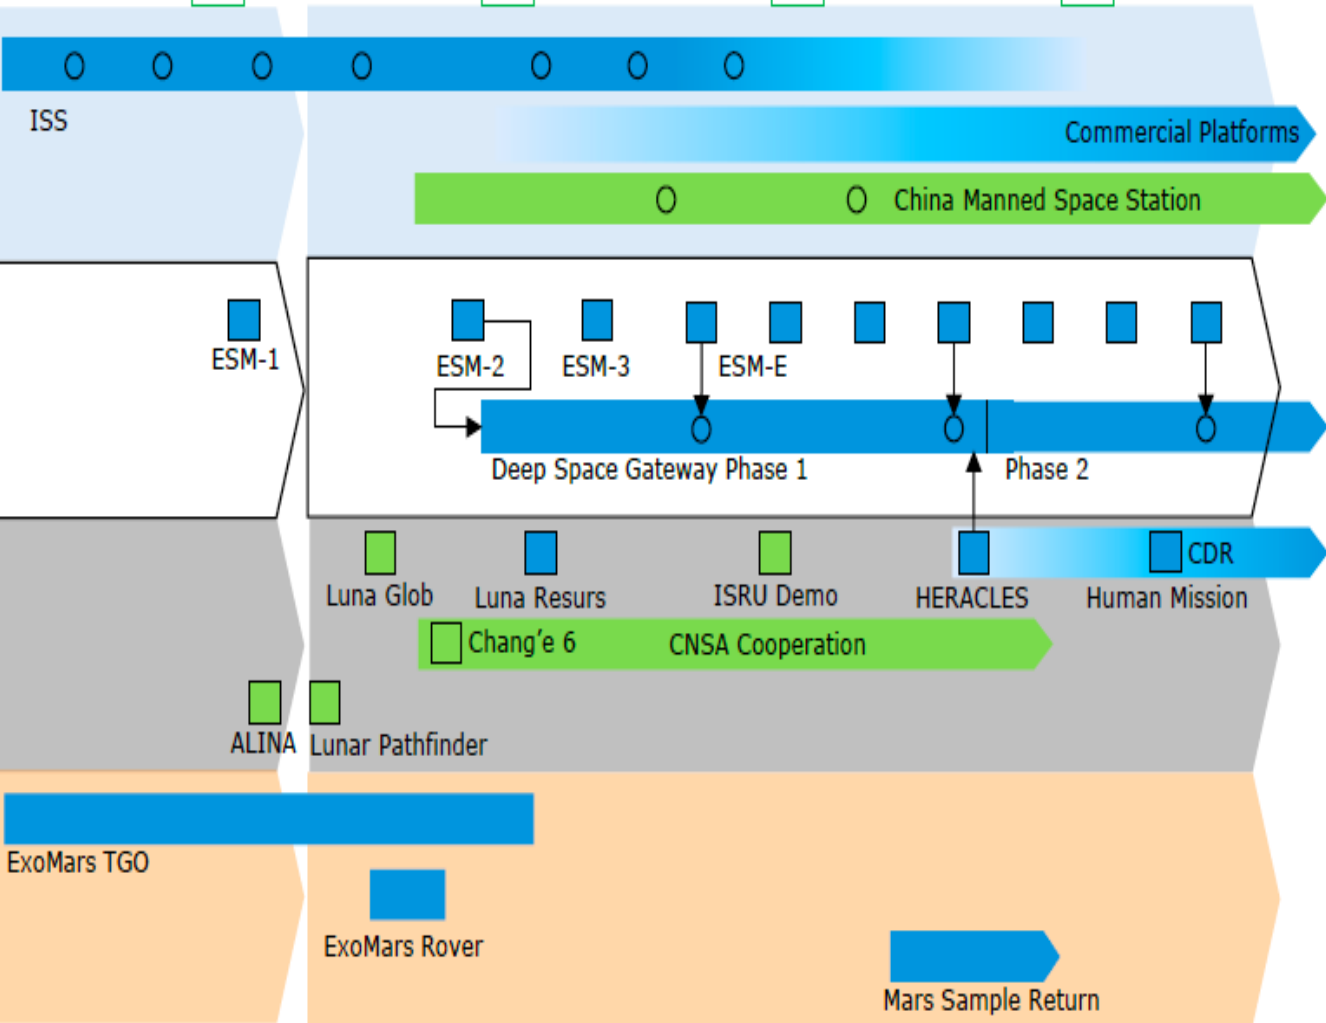 ISS
Commercial Platforms
China Manned Space Station
ESM-1
ESM-2
ESM-3
ESM-E
Deep Space Gateway Phase 1
Phase 2
CDR
Luna Glob
Luna Resurs
ISRU Demo
HERACLES
Human Mission
Chang’e 6
CNSA Cooperation
ALINA
Lunar Pathfinder
ExoMars TGO
ExoMars Rover
Mars Sample Return